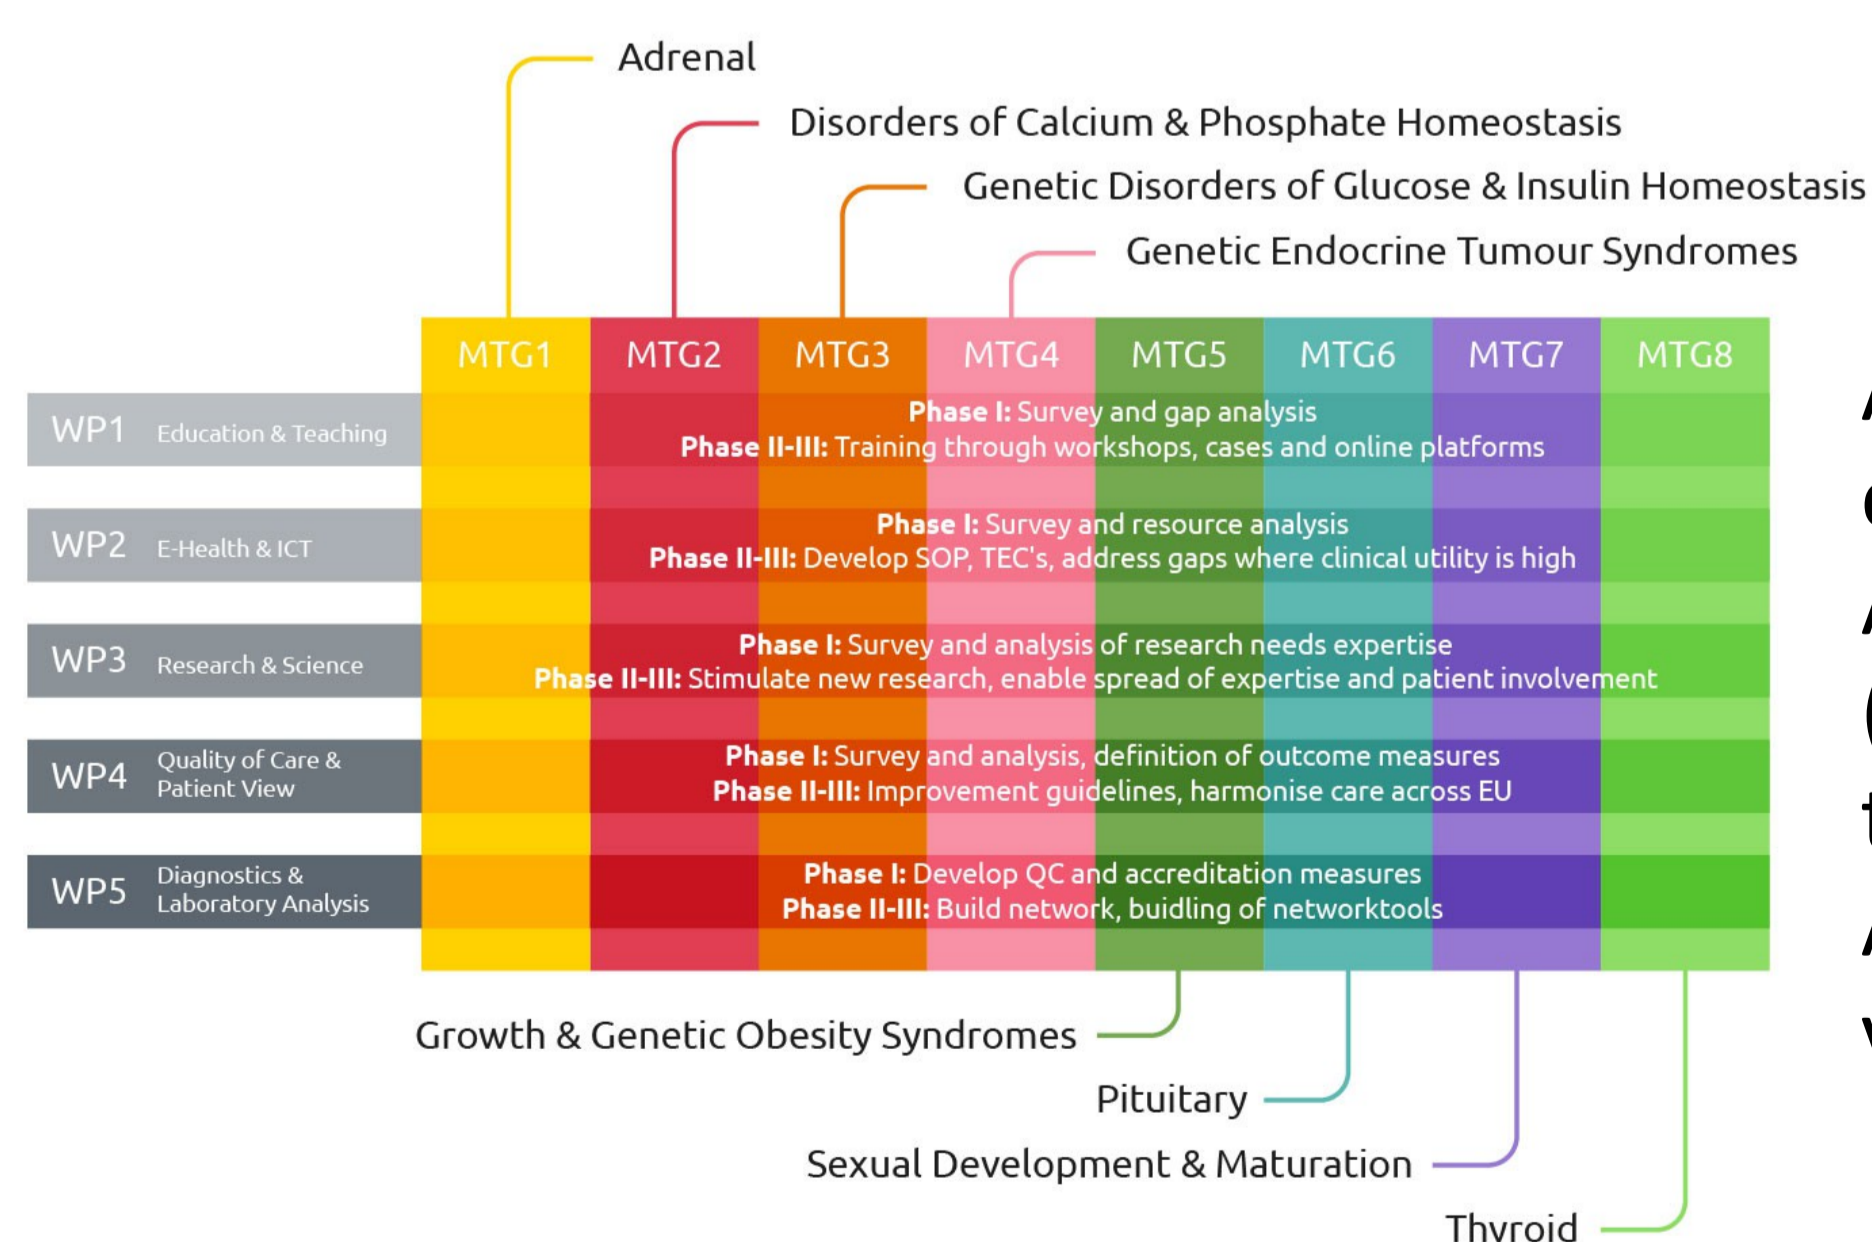 Adrenal
Disorders of Calcium & Phosphate Homeostasis
Genetic Disorders of Glucose & Insulin Homeostasis
Genetic Endocrine Tumour Syndromes
MTG1 MTG2 MTG3 MTG4 MTG5 MTG6 MTG7 MTG8
WP1 Education & Teaching
Phase I: Survey and gap analysis
Phase II-III: Training through workshops, cases and online platforms
WP2 E-Health & ICT
Phase I: Survey and resource analysis
Phase II-III: Develop SOP, TEC's, address gaps where clinical utility is high
WP3 Research & Science
Phase I: Survey and analysis of research needs expertise
Phase II-III: Stimulate new research, enable spread of expertise and patient involvement
WP4 Quality of Care &
Patient View
Phase I: Survey and analysis, definition of outcome measures
Phase II-III: Improvement guidelines, harmonise care across EU
WP5 Diagnostics &
Laboratory Analysis
Phase I: Develop QC and accreditation measures
Phase II-III: Build network, buidling of networktools
Growth & Genetic Obesity Syndromes
Pituitary
Sexual Development & Maturation
Thyroid